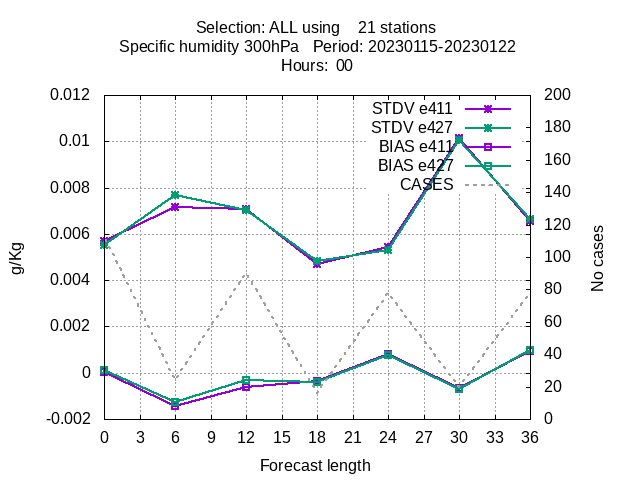 Selection: ALL using 21 stations
Specific humidity 300hPa Period: 20230115-20230122
Hours: 00
0.012
0.01
0.008
0.006
0.004
0.002
0
-0.002
g/Kg
STDV e411
STDV e427
BIAS e411
BIAS e427
CASES
200
180
160
140
120
100
80
60
40
20
0
No cases
0 3 6 9 12 15 18 21 24 27 30 33 36
Forecast length